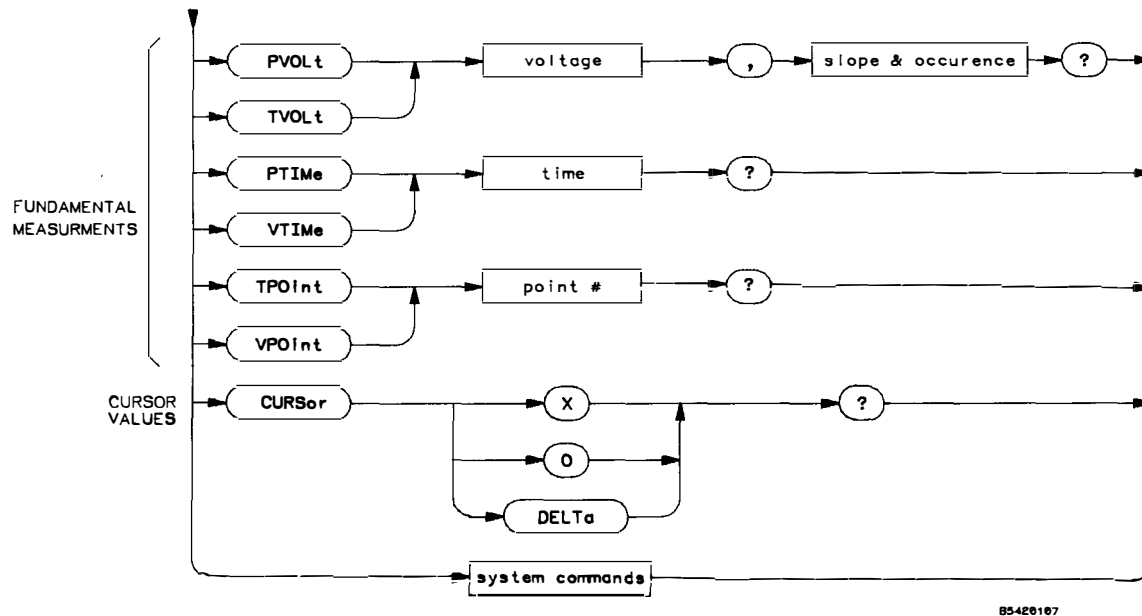 PVOLt voltage , slope & occurence ?
TVOLt
PTIMe time ?
FUNDAMENTAL
MEASURMENTS
VTIMe
TPOInt point # ?
VPOInt
CURSOR
VALUES
CURSor X ?
O
DELTa
system commands
85420107